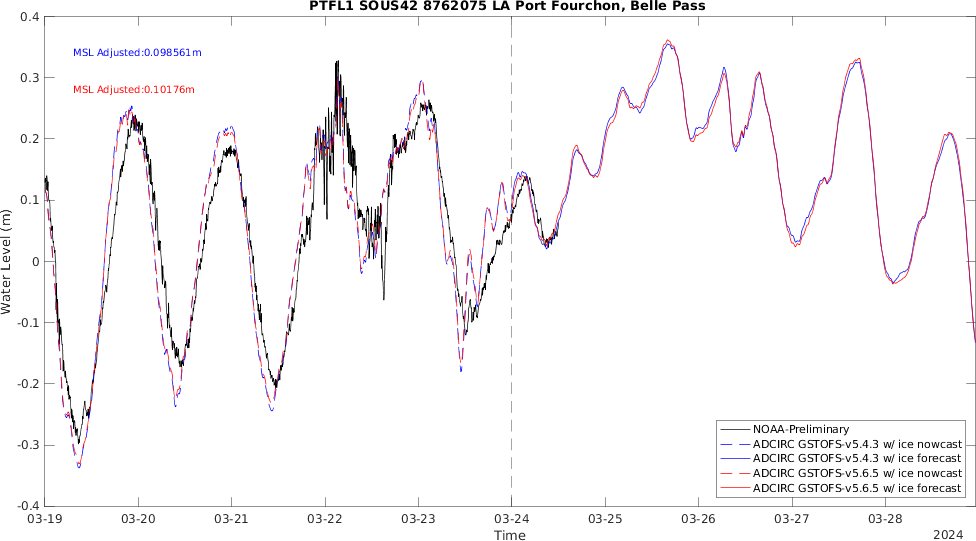 PTFL1 SOUS42 8762075 LA Port Fourchon, Belle Pass
MSL Adjusted:0.098561m
MSL Adjusted:0.10176m
Water Level (m)
0.4
0.3
0.2
0.1
0
-0.1
-0.2
-0.3
-0.4
NOAA-Preliminary
ADCIRC GSTOFS-v5.4.3 w/ ice nowcast
ADCIRC GSTOFS-v5.4.3 w/ ice forecast
ADCIRC GSTOFS-v5.6.5 w/ ice nowcast
ADCIRC GSTOFS-v5.6.5 w/ ice forecast
03-19 03-20 03-21 03-22 03-23 03-24 03-25 03-26 03-27 03-28
Time
2024